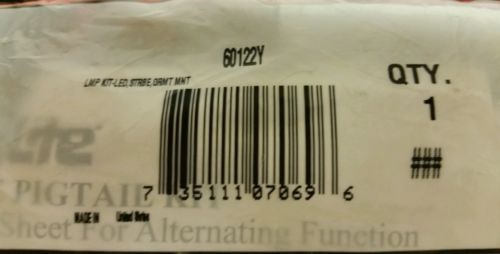 60122Y
LMP KIT-LED,STRBE,GRMT MNT
QTY.
1
7 35111 07069 6
PIGTAIL KIT
MADE IN United States
Sheet For Alternating Function